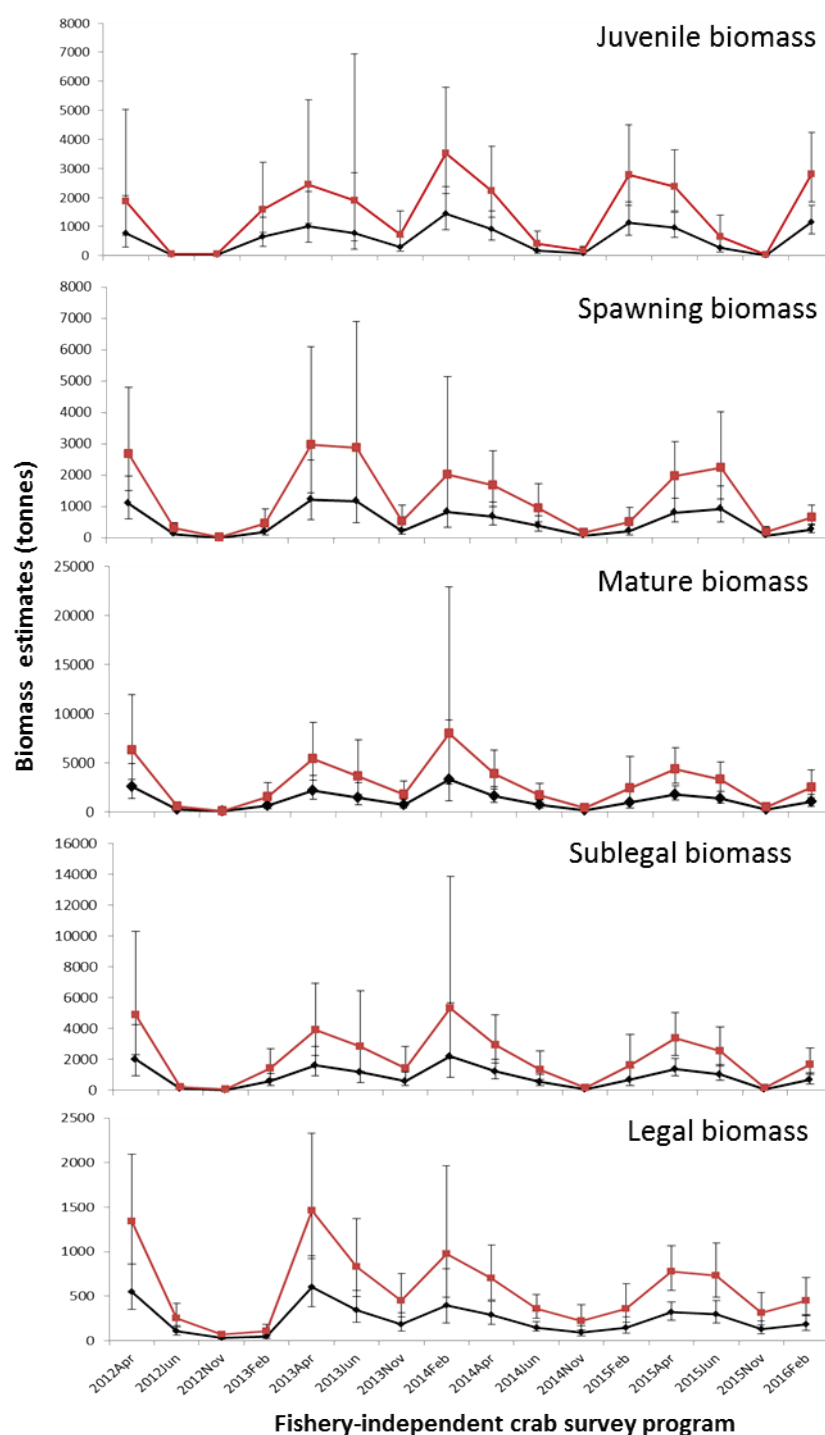 Juvenile biomass
8000
7000
6000
5000
4000
3000
2000
1000
0
Spawning biomass
8000
7000
6000
5000
4000
3000
2000
1000
0
Biomass estimates (tonnes)
Mature biomass
25000
20000
15000
10000
5000
0
Sublegal biomass
16000
14000
12000
10000
8000
6000
4000
2000
0
Legal biomass
2500
2000
1500
1000
500
0
2012Apr
2012Jun
2012Nov
2013Feb
2013Apr
2013Jun
2013Nov
2014Feb
2014Apr
2014Jun
2014Nov
2015Feb
2015Apr
2015Jun
2015Nov
2016Feb
Fishery-independent crab survey program